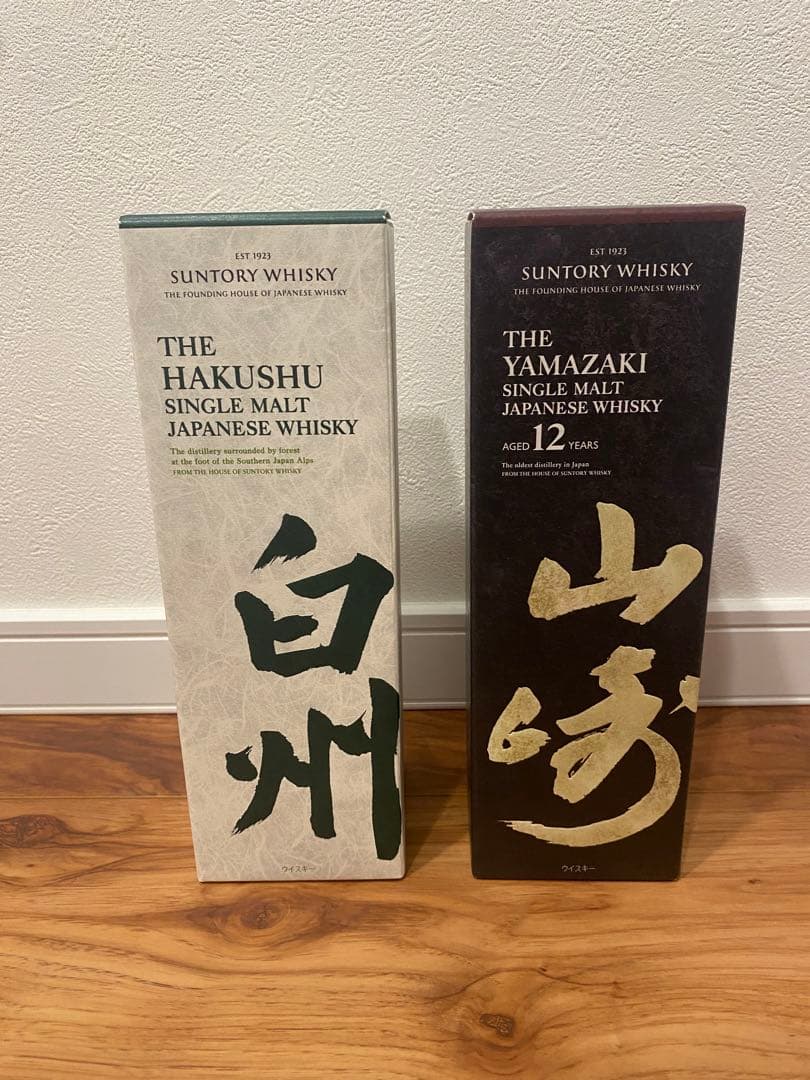 EST 1923
SUNTORY WHISKY
THE FOUNDING HOUSE OF JAPANESE WHISKY
THE
HAKUSHU
SINGLE MALT
JAPANESE WHISKY
The distillery surrounded by forest
at the foot of the Southern Japan Alps
FROM THE HOUSE OF SUNTORY WHISKY
白
州
ウイスキー
EST 1923
SUNTORY WHISKY
THE FOUNDING HOUSE OF JAPANESE WHISKY
THE
YAMAZAKI
SINGLE MALT
JAPANESE WHISKY
AGED 12 YEARS
The oldest distillery in Japan
FROM THE HOUSE OF SUNTORY WHISKY
山
崎
ウイスキー